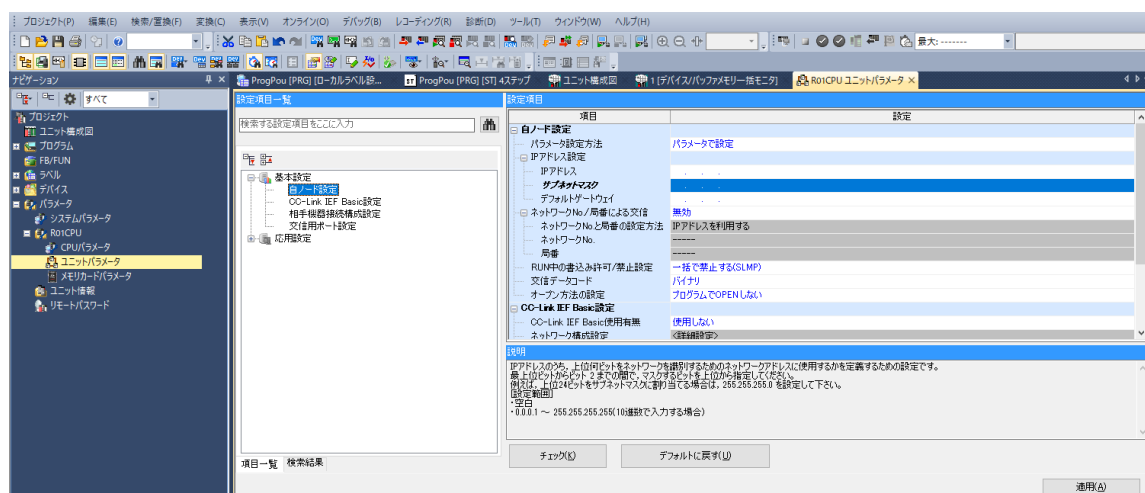 プロジェクト(P) 編集(E) 検索/置換(F) 変換(C) 表示(V) オンライン(O) デバッグ(B) レコーディング(R) 診断(D) ツール(T) ウィンドウ(W) ヘルプ(H)
最大: -------
ナビゲーション
ProgPou [PRG] [ローカルラベル設... ProgPou [PRG] [ST] 4ステップ ユニット構成図 1 [デバイス/バッファメモリ一括モニタ] R01CPU ユニットパラメータ
すべて
プロジェクト
ユニット構成図
プログラム
FB/FUN
ラベル
デバイス
パラメータ
システムパラメータ
R01CPU
CPUパラメータ
ユニットパラメータ
メモリカードパラメータ
ユニット情報
リモートパスワード
設定項目一覧
検索する設定項目をここに入力
基本設定
自ノード設定
CC-Link IEF Basic設定
相手機器接続構成設定
交信用ポート設定
応用設定
項目一覧 検索結果
設定項目
項目 設定
自ノード設定
パラメータ設定方法 パラメータで設定
IPアドレス設定
IPアドレス . . .
サブネットマスク . . .
デフォルトゲートウェイ . . .
ネットワークNo/局番による交信 無効
ネットワークNoと局番の設定方法 IPアドレスを利用する
ネットワークNo. -----
局番 -----
RUN中の書込み許可/禁止設定 一括で禁止する(SLMP)
交信データコード バイナリ
オープン方法の設定 プログラムでOPENしない
CC-Link IEF Basic設定
CC-Link IEF Basic使用有無 使用しない
ネットワーク構成設定 <詳細設定>
説明
IPアドレスのうち、上位何ビットをネットワークを識別するためのネットワークアドレスに使用するかを定義するための設定です。
最上位ビットからビット 2 までの間で、マスクするビットを上位から指定してください。
例えば、上位24ビットをサブネットマスクに割り当てる場合は、255.255.255.0 を設定して下さい。
[設定範囲]
・空白
・0.0.0.1 ～ 255.255.255.255(10進数で入力する場合)
チェック(K) デフォルトに戻す(U)
適用(A)